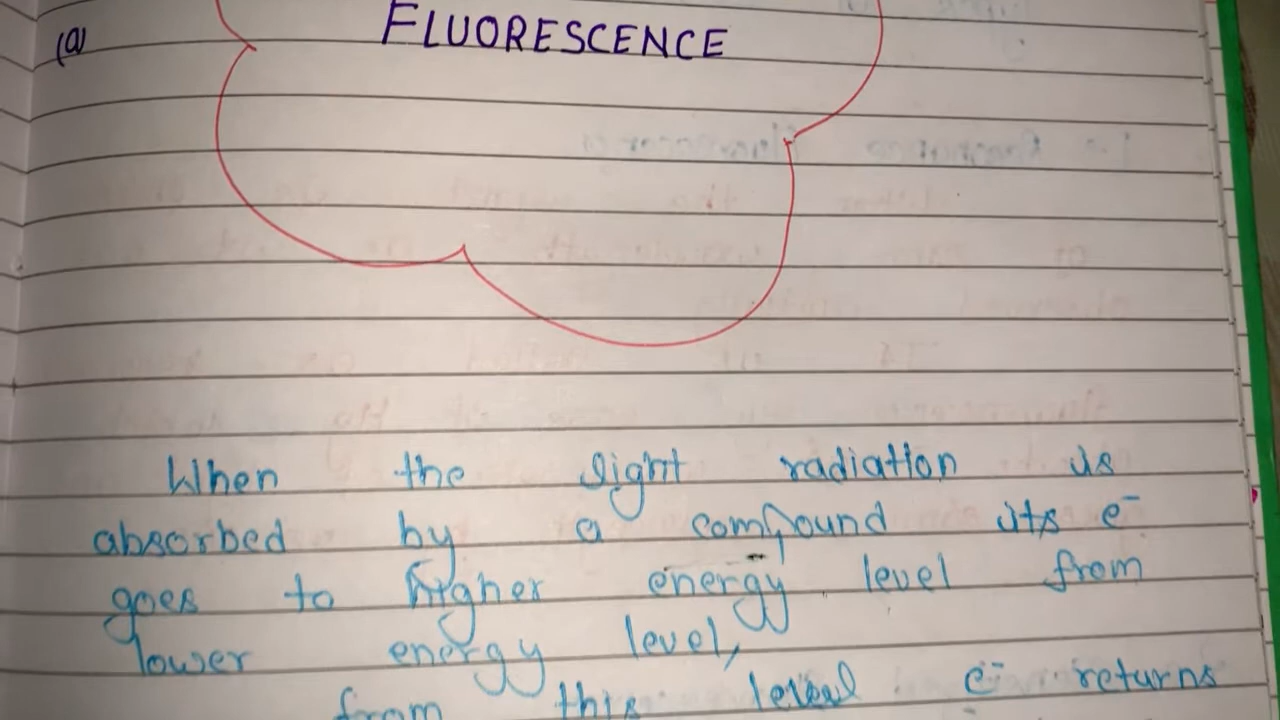 (a)
FLUORESCENCE
When the light radiation is
absorbed by a compound its e⁻
goes to higher energy level from
lower energy level,
from this level e⁻ returns